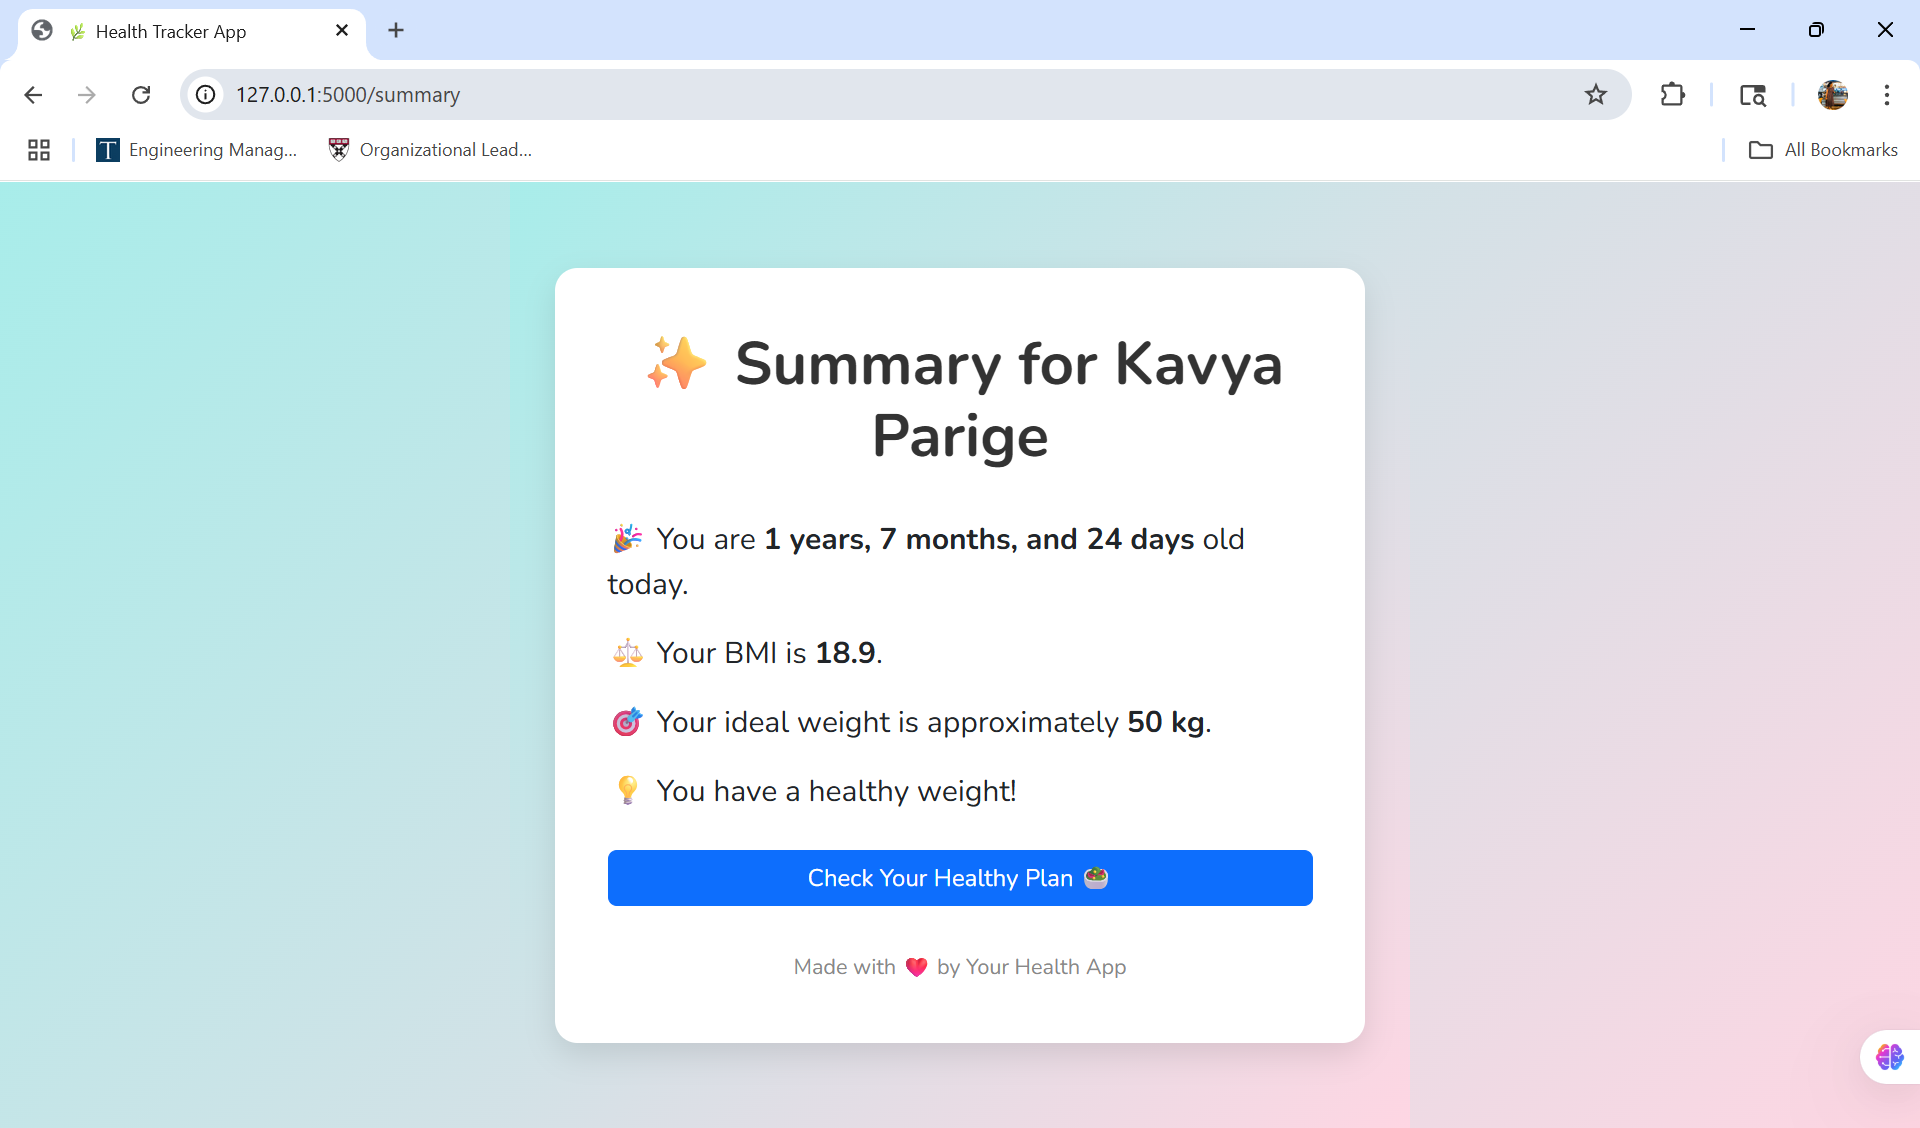 Health Tracker App
127.0.0.1:5000/summary
Engineering Manag...
Organizational Lead...
All Bookmarks
✨ Summary for Kavya
Parige
🎉 You are 1 years, 7 months, and 24 days old
today.
⚖️ Your BMI is 18.9.
🎯 Your ideal weight is approximately 50 kg.
💡 You have a healthy weight!
Check Your Healthy Plan 🥗
Made with ❤️ by Your Health App